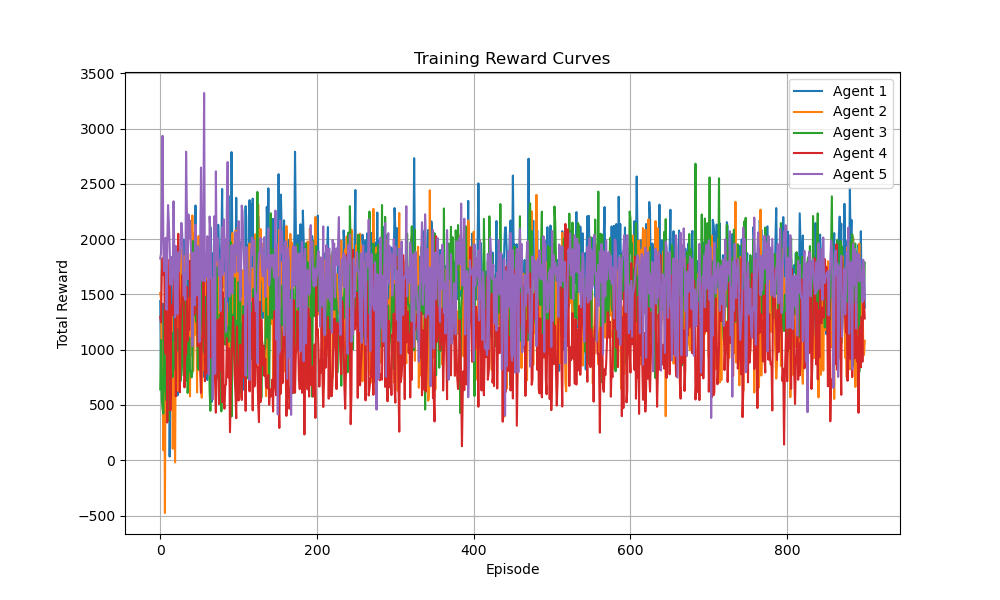 Training Reward Curves
3500
3000
2500
2000
1500
1000
500
0
−500
Total Reward
0 200 400 600 800
Episode
Agent 1
Agent 2
Agent 3
Agent 4
Agent 5